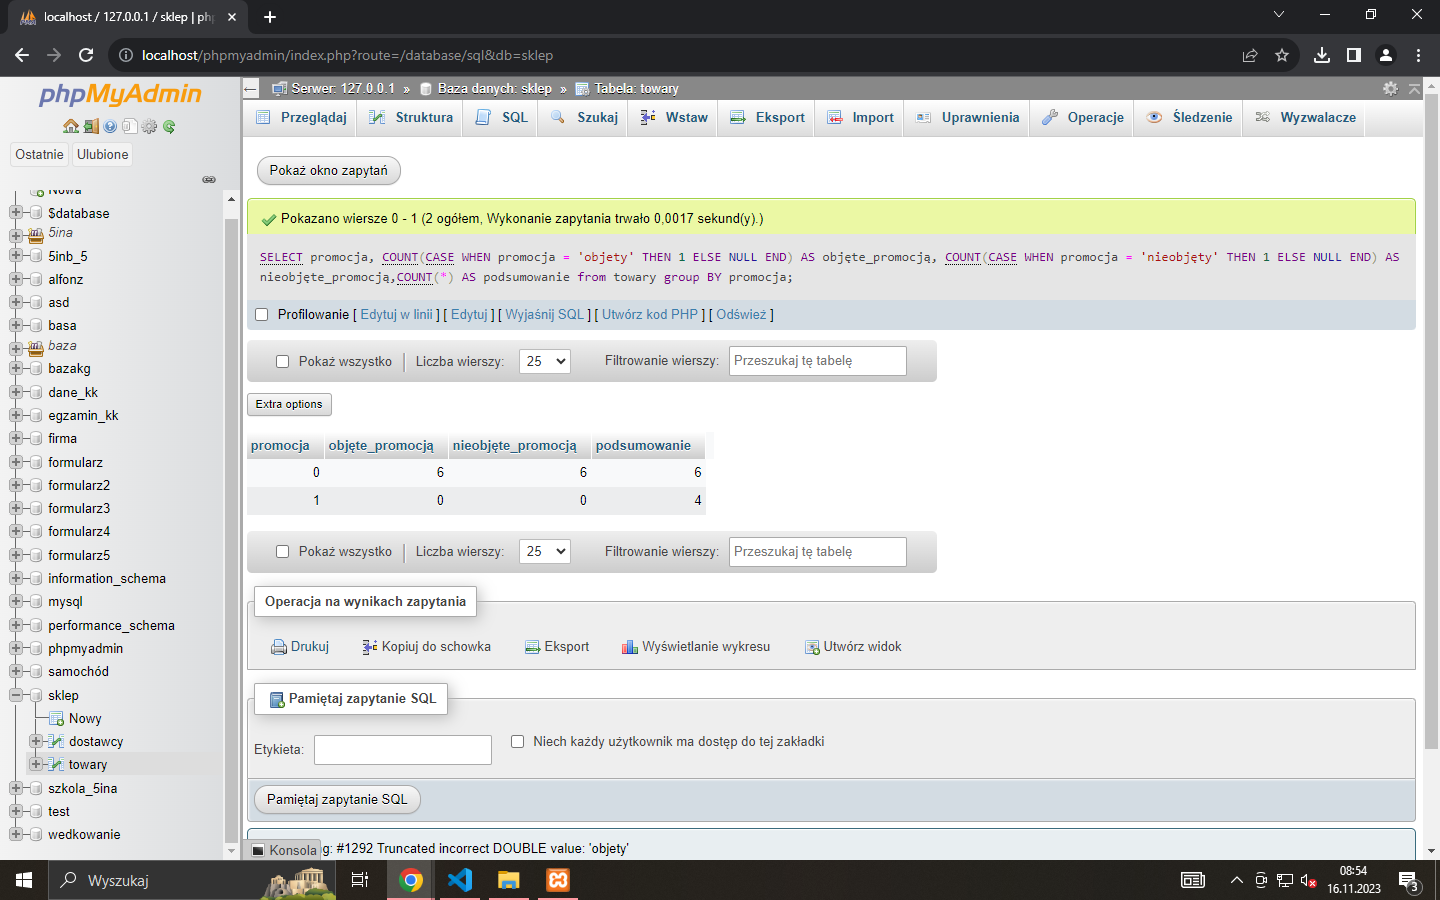 localhost / 127.0.0.1 / sklep | ph
localhost/phpmyadmin/index.php?route=/database/sql&db=sklep
phpMyAdmin
Ostatnie
Ulubione
Nowa
$database
5ina
5inb_5
alfonz
asd
basa
baza
bazakg
dane_kk
egzamin_kk
firma
formularz
formularz2
formularz3
formularz4
formularz5
information_schema
mysql
performance_schema
phpmyadmin
samochód
sklep
Nowy
dostawcy
towary
szkola_5ina
test
wedkowanie
Serwer: 127.0.0.1 » Baza danych: sklep » Tabela: towary
Przeglądaj Struktura SQL Szukaj Wstaw Eksport Import Uprawnienia Operacje Śledzenie Wyzwalacze
Pokaż okno zapytań
Pokazano wiersze 0 - 1 (2 ogółem, Wykonanie zapytania trwało 0,0017 sekund(y).)
SELECT promocja, COUNT(CASE WHEN promocja = 'objety' THEN 1 ELSE NULL END) AS objęte_promocją, COUNT(CASE WHEN promocja = 'nieobjęty' THEN 1 ELSE NULL END) AS
nieobjęte_promocją,COUNT(*) AS podsumowanie from towary group BY promocja;
Profilowanie [ Edytuj w linii ] [ Edytuj ] [ Wyjaśnij SQL ] [ Utwórz kod PHP ] [ Odśwież ]
Pokaż wszystko Liczba wierszy: 25 Filtrowanie wierszy: Przeszukaj tę tabelę
Extra options
promocja objęte_promocją nieobjęte_promocją podsumowanie
0 6 6 6
1 0 0 4
Pokaż wszystko Liczba wierszy: 25 Filtrowanie wierszy: Przeszukaj tę tabelę
Operacja na wynikach zapytania
Drukuj Kopiuj do schowka Eksport Wyświetlanie wykresu Utwórz widok
Pamiętaj zapytanie SQL
Etykieta:
Niech każdy użytkownik ma dostęp do tej zakładki
Pamiętaj zapytanie SQL
Konsola
g: #1292 Truncated incorrect DOUBLE value: 'objety'
Wyszukaj
08:54
16.11.2023
3